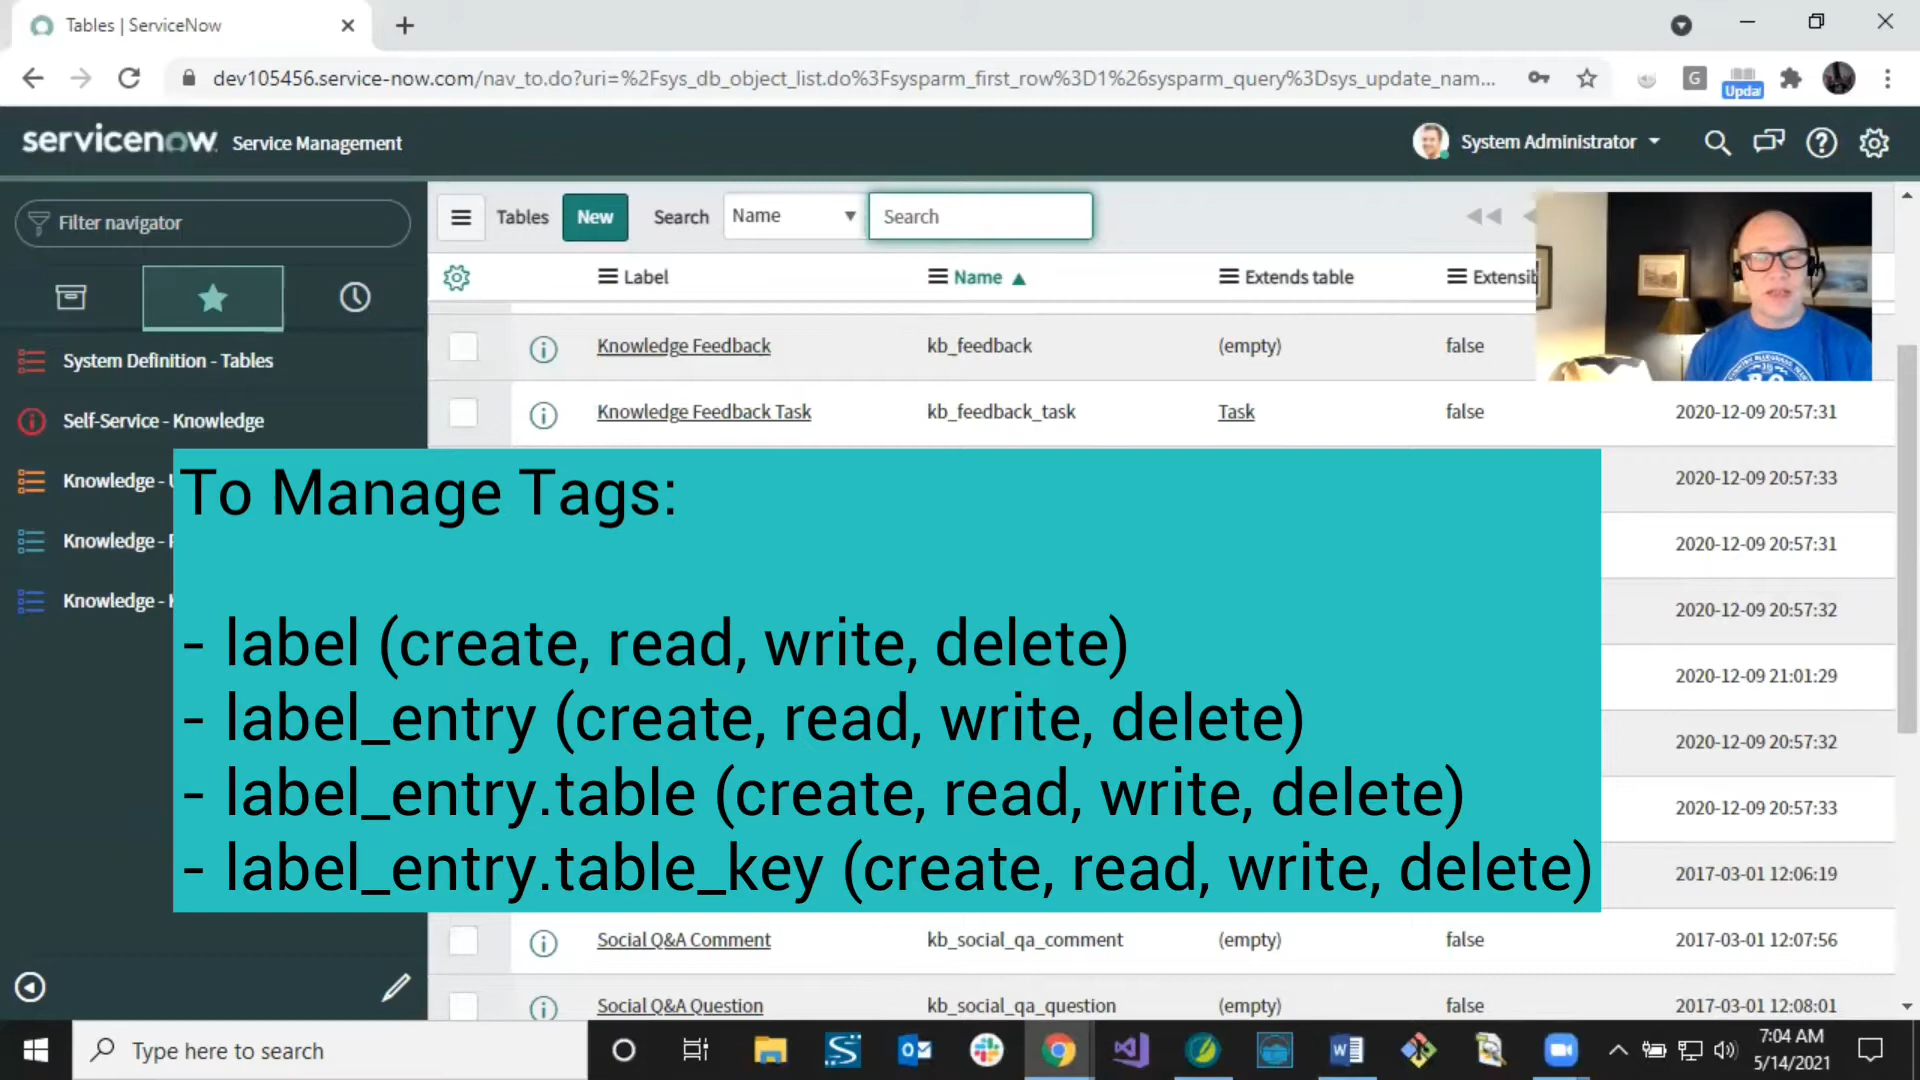 Tables | ServiceNow
dev105456.service-now.com/nav_to.do?uri=%2Fsys_db_object_list.do%3Fsysparm_first_row%3D1%26sysparm_query%3Dsys_update_nam...
G
Updat
servicenow Service Management
System Administrator
Filter navigator
Tables New Search Name Search
Label Name Extends table Extensib
Knowledge Feedback kb_feedback (empty) false
System Definition - Tables
Knowledge Feedback Task kb_feedback_task Task false 2020-12-09 20:57:31
Self-Service - Knowledge
Knowledge -
2020-12-09 20:57:33
To Manage Tags:
Knowledge -
2020-12-09 20:57:31
Knowledge -
2020-12-09 20:57:32
- label (create, read, write, delete)
2020-12-09 21:01:29
- label_entry (create, read, write, delete)
2020-12-09 20:57:32
- label_entry.table (create, read, write, delete)
2020-12-09 20:57:33
- label_entry.table_key (create, read, write, delete)
2017-03-01 12:06:19
Social Q&A Comment kb_social_qa_comment (empty) false 2017-03-01 12:07:56
Social Q&A Question kb_social_qa_question (empty) false 2017-03-01 12:08:01
Type here to search
7:04 AM
5/14/2021